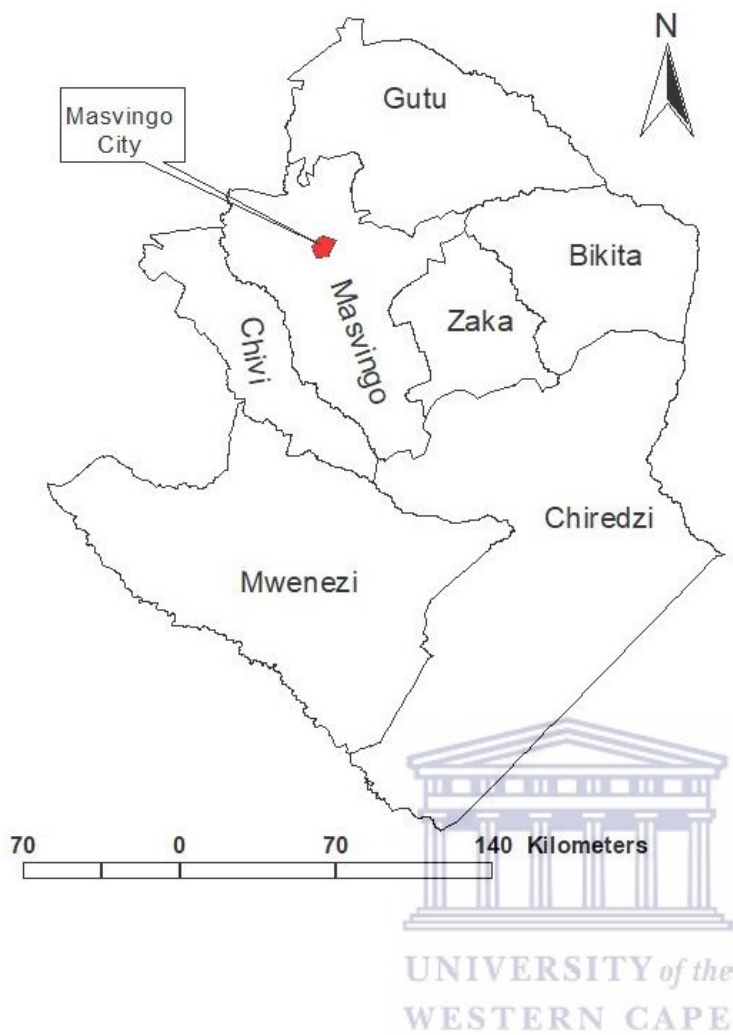 N
Gutu
Masvingo
City
Bikita
Zaka
Masvingo
Chivi
Chiredzi
Mwenezi
70 0 70 140 Kilometers
UNIVERSITY of the
WESTERN CAPE